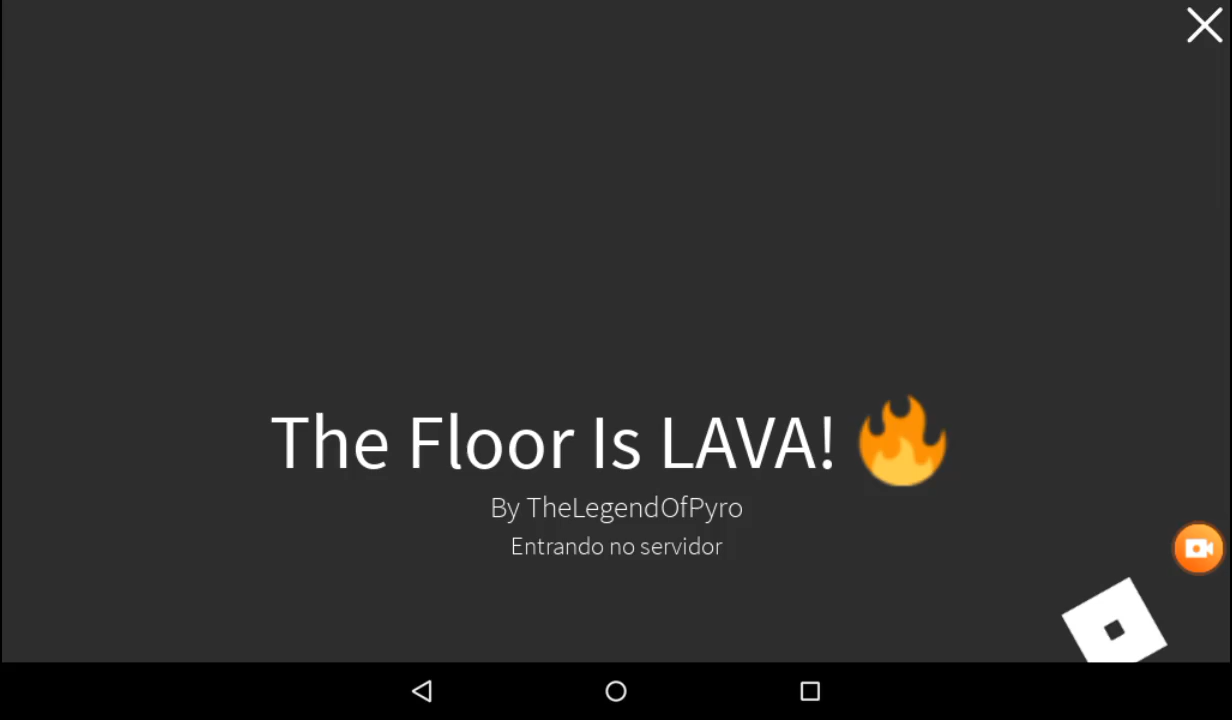 The Floor Is LAVA! 🔥
By TheLegendOfPyro
Entrando no servidor